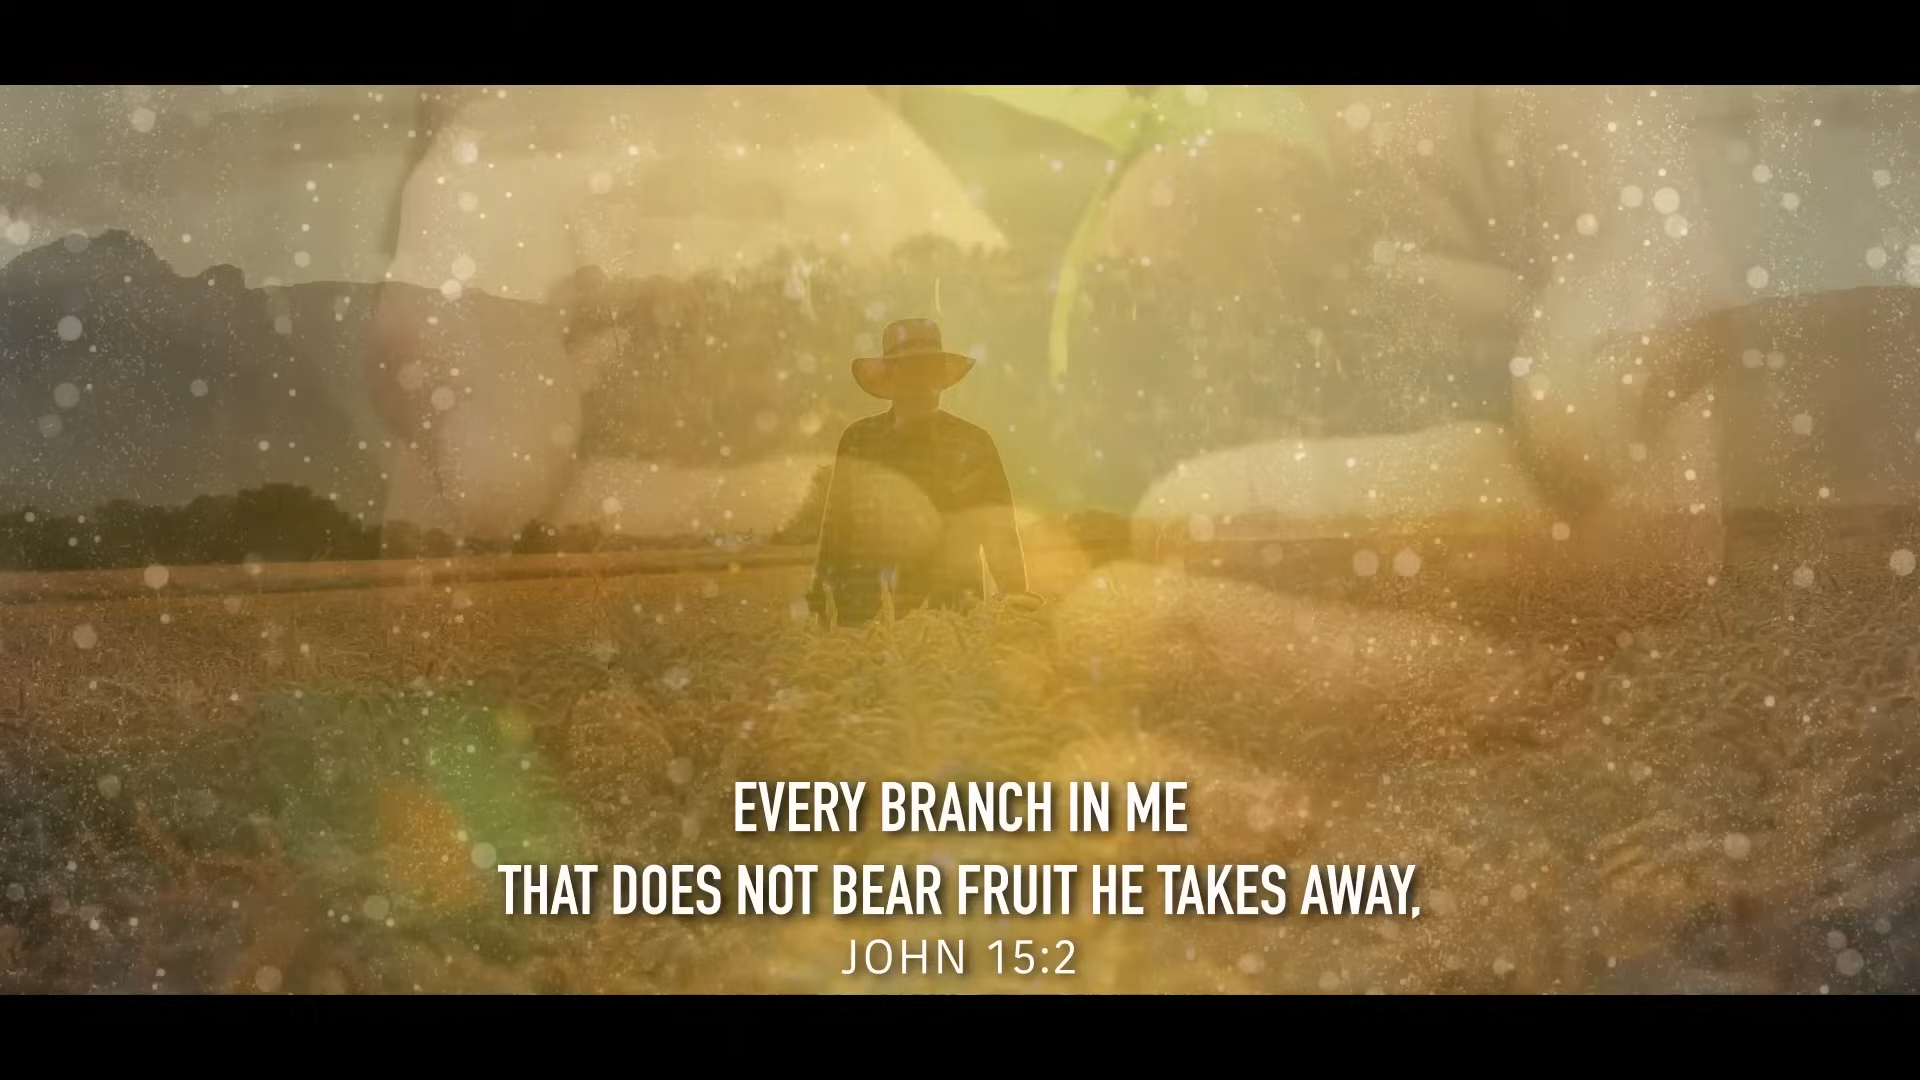 EVERY BRANCH IN ME
THAT DOES NOT BEAR FRUIT HE TAKES AWAY,
JOHN 15:2